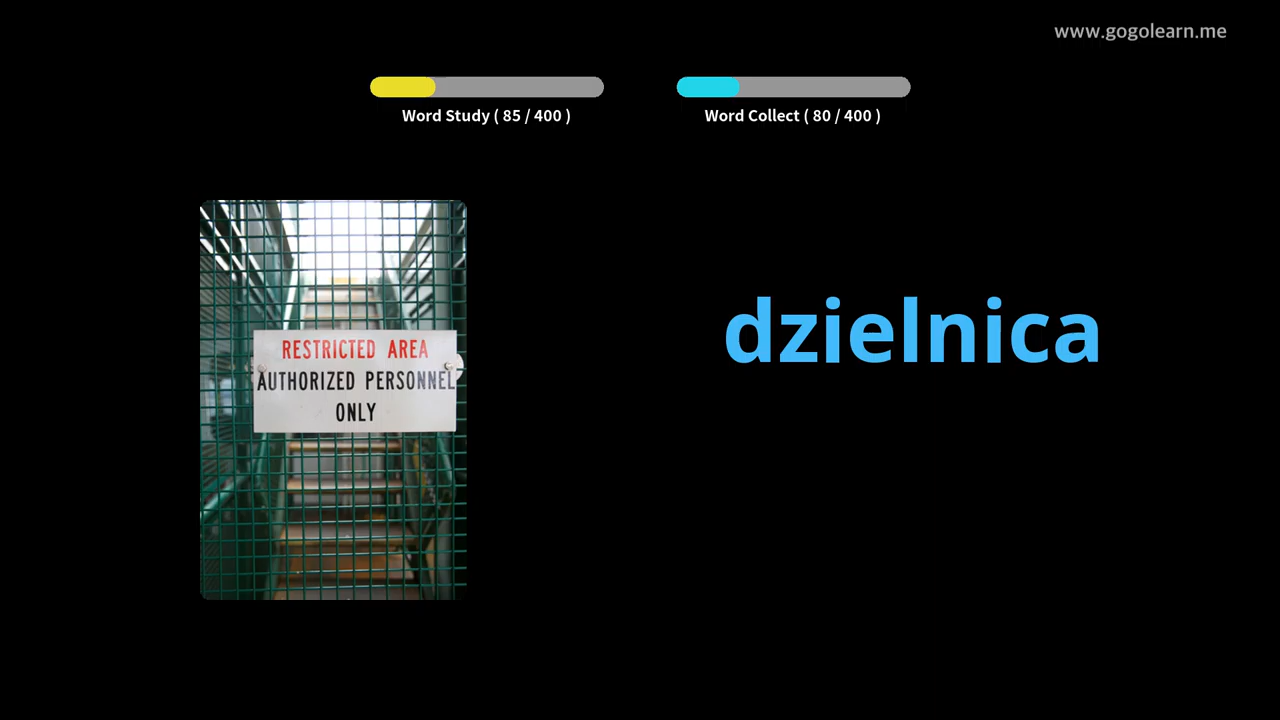 www.gogolearn.me
Word Study ( 85 / 400 )
Word Collect ( 80 / 400 )
RESTRICTED AREA
AUTHORIZED PERSONNEL
ONLY
dzielnica